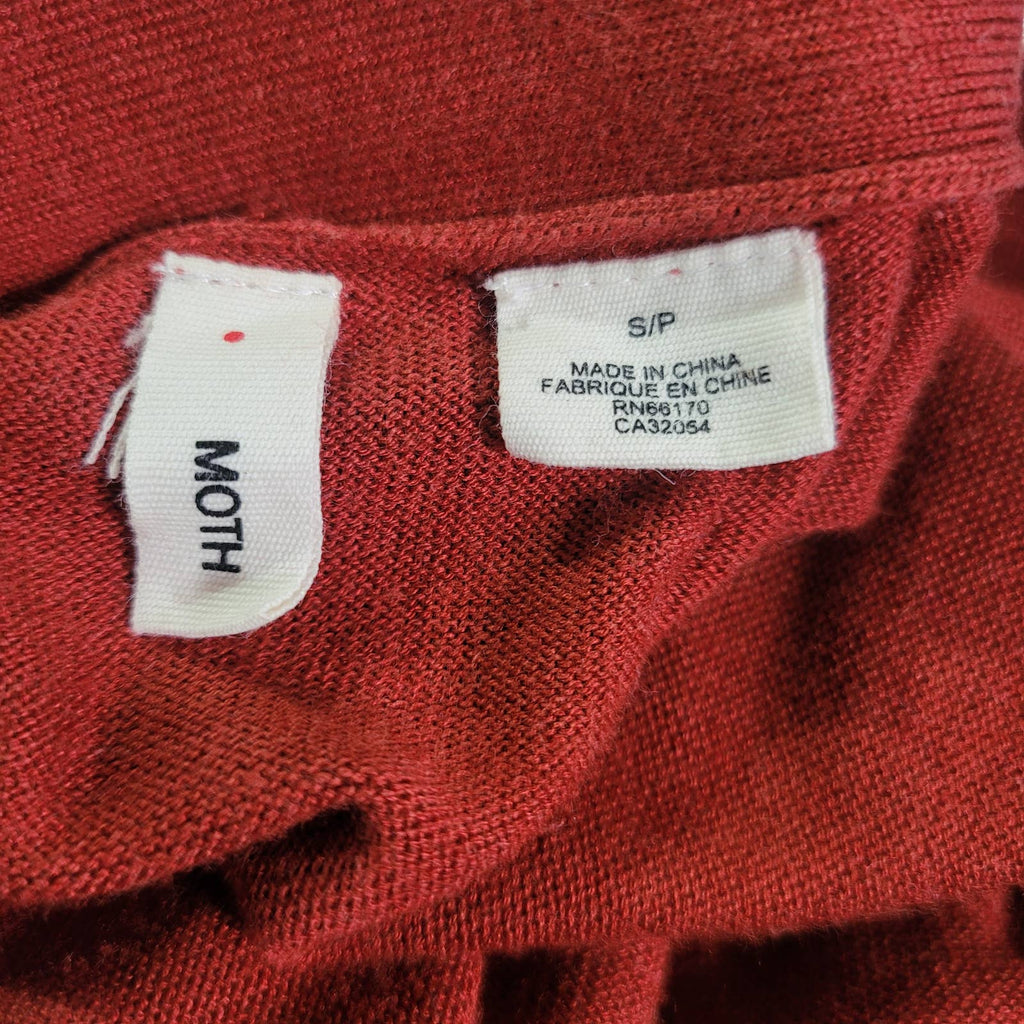 MOTH
S/P
MADE IN CHINA
FABRIQUE EN CHINE
RN66170
CA32054